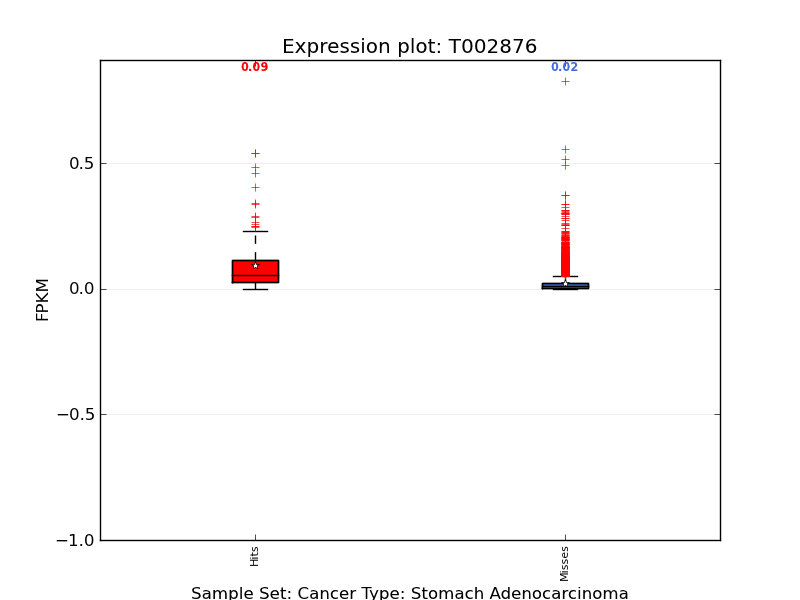 Expression plot: T002876
0.09
0.02
0.5
0.0
−0.5
−1.0
FPKM
Hits
Misses
Sample Set: Cancer Type: Stomach Adenocarcinoma